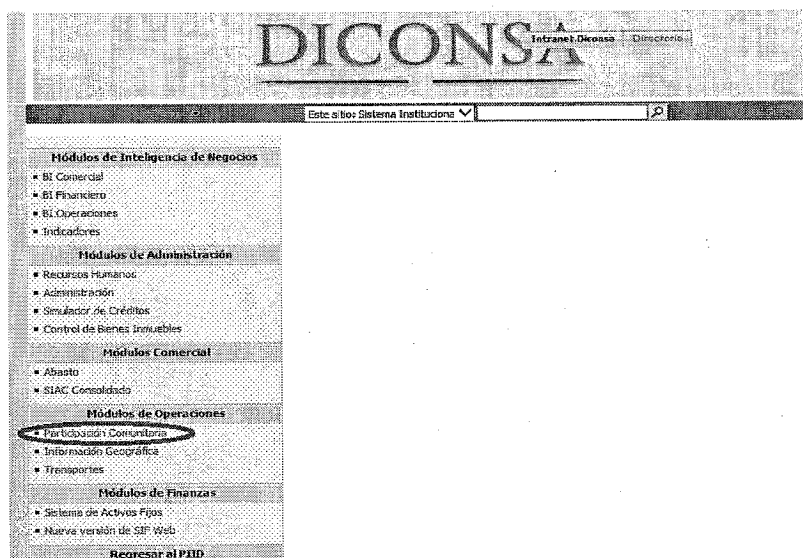 DICONSA
Intranet Diconsa Directorio
Este sitio: Sistema Instituciona
Módulos de Inteligencia de Negocios
BI Comercial
BI Financiero
BI Operaciones
Indicadores
Módulos de Administración
Recursos Humanos
Administración
Simulador de Créditos
Control de Bienes Inmuebles
Módulos Comercial
Abasto
SIAC Consolidado
Módulos de Operaciones
Participación Comunitaria
Información Geográfica
Transportes
Módulos de Finanzas
Sistema de Activos Fijos
Nueva versión de SIF Web
Regresar al PIID